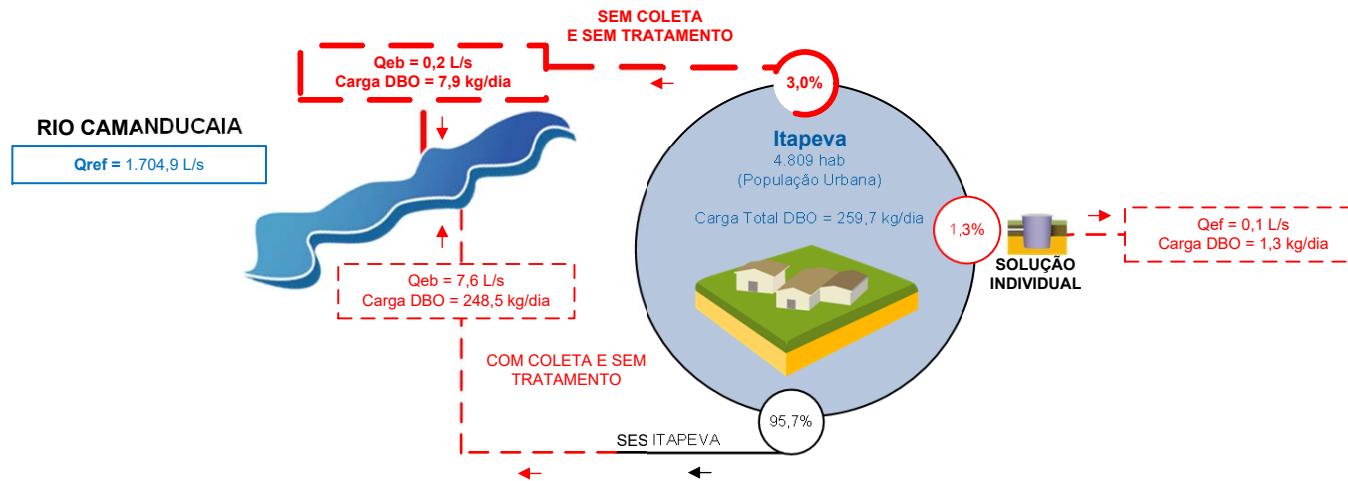 SEM COLETA
E SEM TRATAMENTO
Qeb = 0,2 L/s
Carga DBO = 7,9 kg/dia
3,0%
RIO CAMANDUCAIA
Qref = 1.704,9 L/s
Itapeva
4.809 hab
(População Urbana)
Carga Total DBO = 259,7 kg/dia
1,3%
SOLUÇÃO
INDIVIDUAL
Qef = 0,1 L/s
Carga DBO = 1,3 kg/dia
Qeb = 7,6 L/s
Carga DBO = 248,5 kg/dia
COM COLETA E SEM
TRATAMENTO
95,7%
SES ITAPEVA